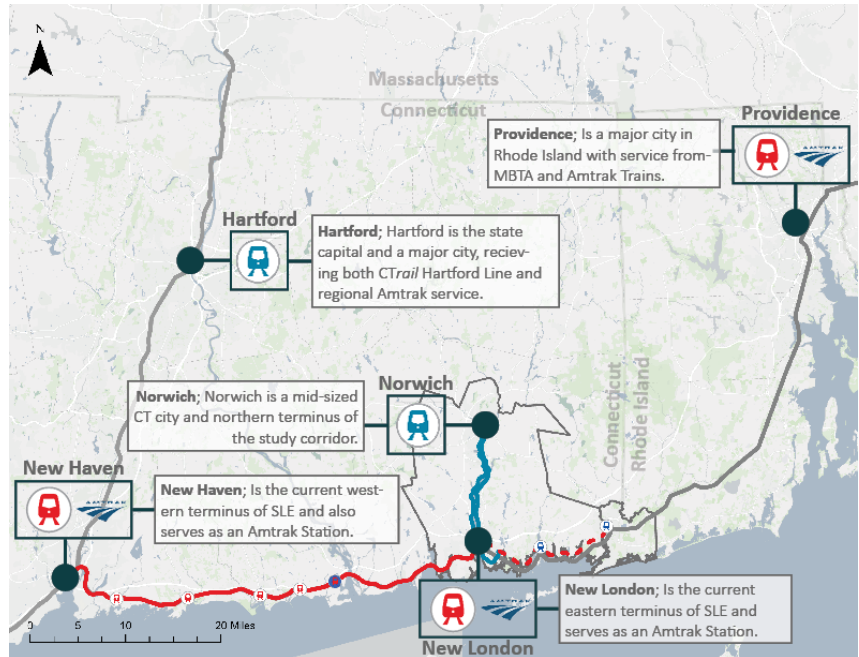 N
Massachusetts
Connecticut
Providence
Providence; Is a major city in
Rhode Island with service from-
MBTA and Amtrak Trains.
AMTRAK
Hartford
Hartford; Hartford is the state
capital and a major city, reciev-
ing both CTrail Hartford Line and
regional Amtrak service.
Connecticut
Rhode Island
Norwich
Norwich; Norwich is a mid-sized
CT city and northern terminus of
the study corridor.
New Haven
AMTRAK
New Haven; Is the current west-
ern terminus of SLE and also
serves as an Amtrak Station.
New London; Is the current
eastern terminus of SLE and
serves as an Amtrak Station.
AMTRAK
New London
0 5 10 20 Miles